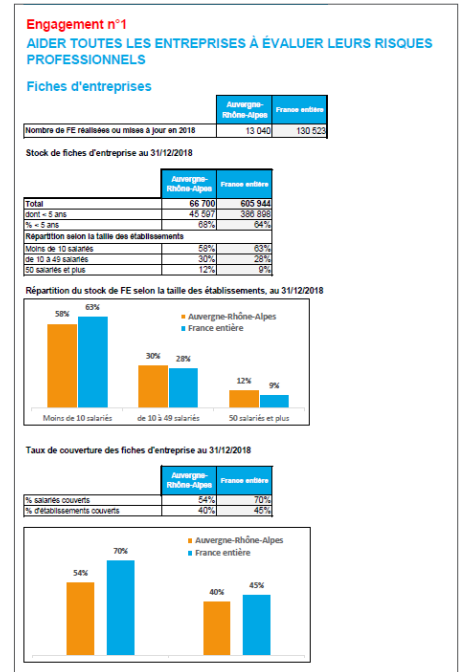 Engagement n°1
AIDER TOUTES LES ENTREPRISES À ÉVALUER LEURS RISQUES
PROFESSIONNELS
Fiches d'entreprises
Auvergne-
Rhône-Alpes
France entière
Nombre de FE réalisées ou mises à jour en 2018 13 040 130 523
Stock de fiches d'entreprise au 31/12/2018
Auvergne-
Rhône-Alpes
France entière
Total 66 700 605 944
dont < 5 ans 45 597 386 898
% < 5 ans 68% 64%
Répartition selon la taille des établissements
Moins de 10 salariés 58% 63%
de 10 à 49 salariés 30% 28%
50 salariés et plus 12% 9%
Répartition du stock de FE selon la taille des établissements, au 31/12/2018
58% 63% 30% 28% 12% 9%
Auvergne-Rhône-Alpes
France entière
Moins de 10 salariés de 10 à 49 salariés 50 salariés et plus
Taux de couverture des fiches d'entreprise au 31/12/2018
Auvergne-
Rhône-Alpes
France entière
% salariés couverts 54% 70%
% d'établissements couverts 40% 45%
Auvergne-Rhône-Alpes
France entière
54% 70% 40% 45%